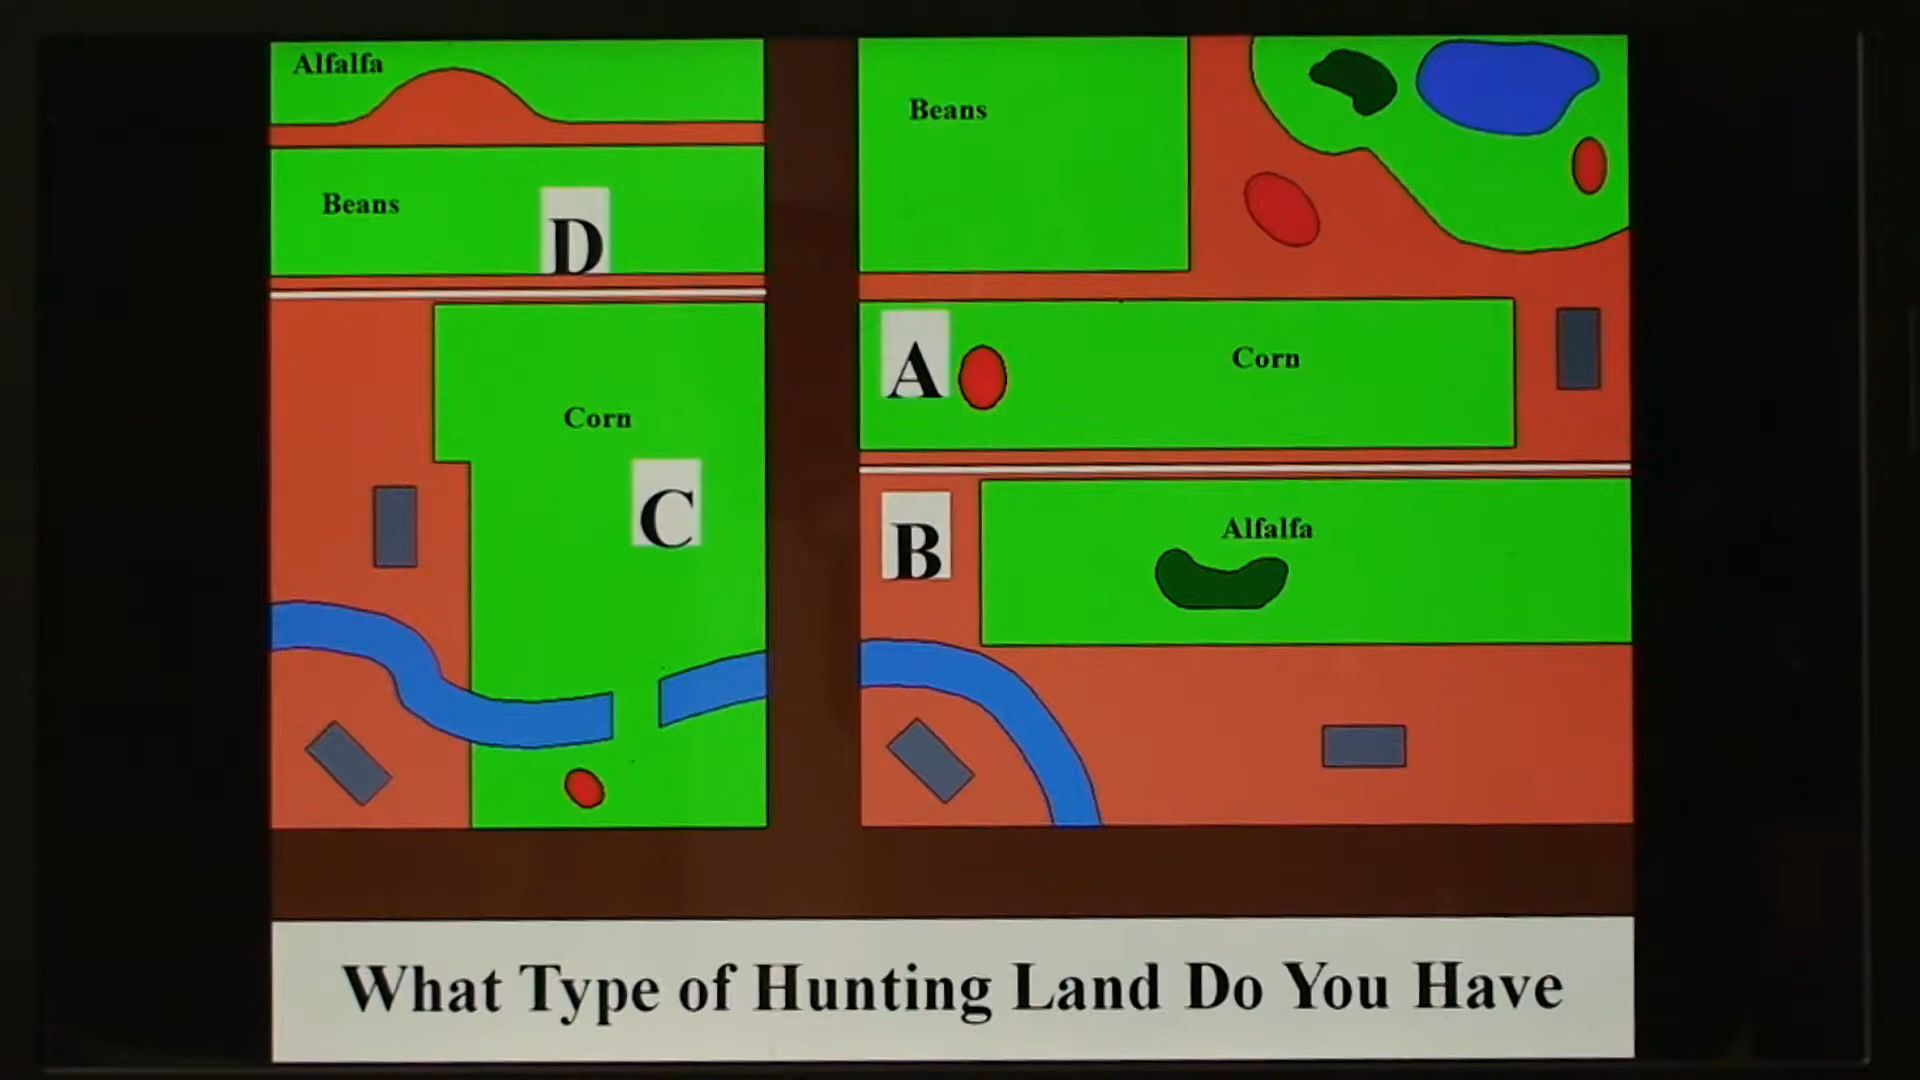 Alfalfa
Beans
D
Corn
C
Beans
A
Corn
B
Alfalfa
What Type of Hunting Land Do You Have